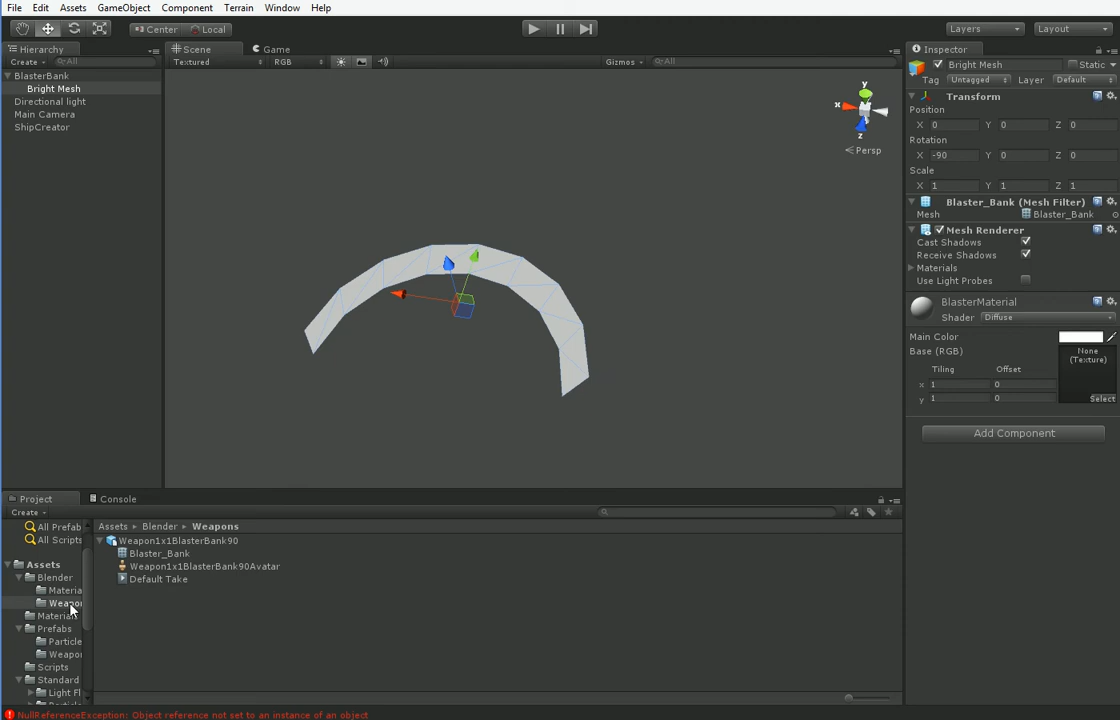 File Edit Assets GameObject Component Terrain Window Help
Center Local Layers Layout
Hierarchy Scene Game Inspector
Create All Textured RGB Gizmos All
Bright Mesh Static
Tag Untagged Layer Default
BlasterBank
Bright Mesh
Directional light
Main Camera
ShipCreator
y
x
z
Persp
Transform
Position
X 0 Y 0 Z 0
Rotation
X -90 Y 0 Z 0
Scale
X 1 Y 1 Z 1
Blaster_Bank (Mesh Filter)
Mesh Blaster_Bank
Mesh Renderer
Cast Shadows
Receive Shadows
Materials
Use Light Probes
BlasterMaterial
Shader Diffuse
Main Color
Base (RGB)
None
(Texture)
Tiling Offset
x 1 0
y 1 0
Select
Add Component
Project Console
Create
Assets Blender Weapons
All Prefab
All Scripts
Assets
Blender
Materia
Weapon
Material
Prefabs
Particle
Weapo
Scripts
Standard
Light Fl
Weapon1x1BlasterBank90
Blaster_Bank
Weapon1x1BlasterBank90Avatar
Default Take
NullReferenceException: Object reference not set to an instance of an object